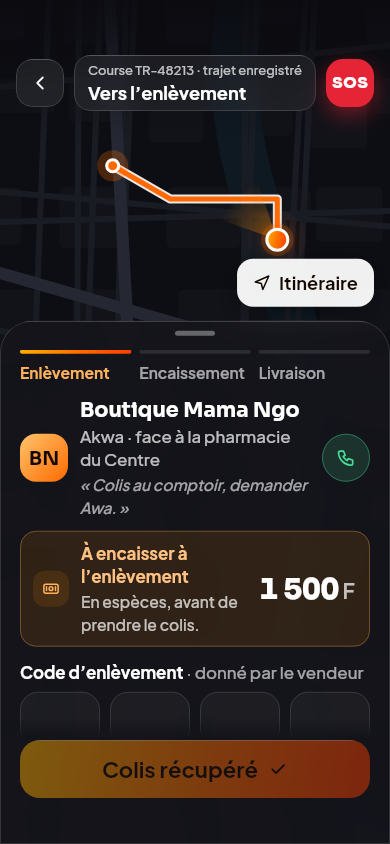 Course TR-48213 · trajet enregistré
Vers l’enlèvement
SOS
Itinéraire
Enlèvement
Encaissement
Livraison
Boutique Mama Ngo
BN
Akwa · face à la pharmacie
du Centre
« Colis au comptoir, demander
Awa. »
À encaisser à
l’enlèvement
En espèces, avant de
prendre le colis.
1 500 F
Code d’enlèvement · donné par le vendeur
Colis récupéré